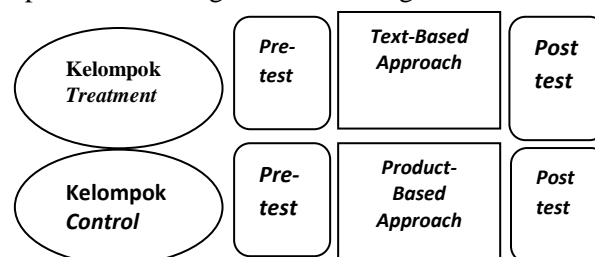 Kelompok
Treatment
Pre-
test
Text-Based
Approach
Post
test
Kelompok
Control
Pre-
test
Product-
Based
Approach
Post
test